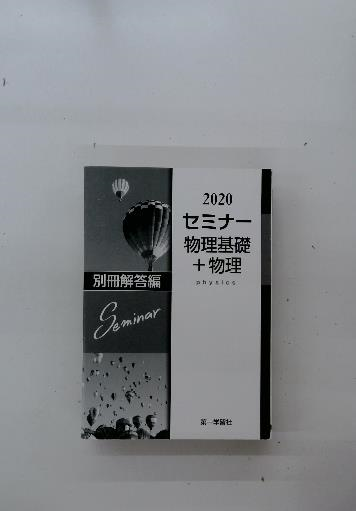 2020
セミナー
物理基礎
+物理
physics
別冊解答編
Seminar
第一学習社